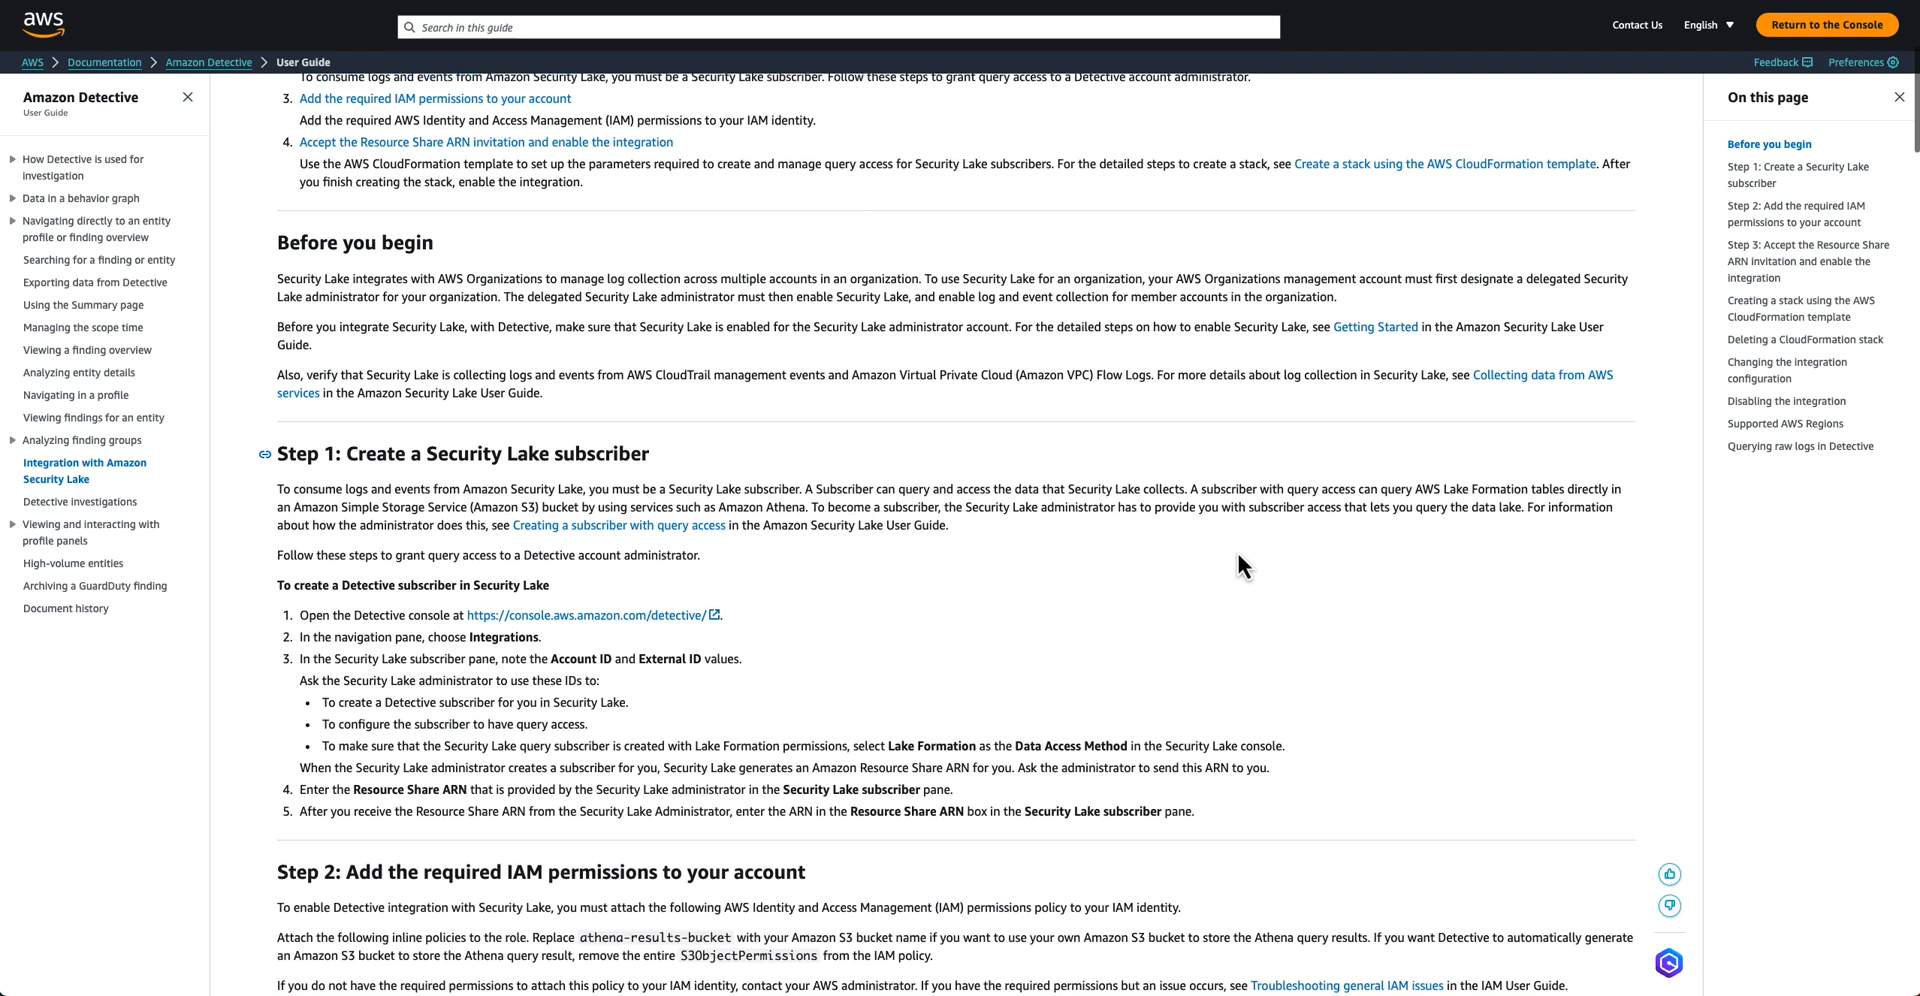 aws
Search in this guide
Contact Us
English
Return to the Console
AWS
Documentation
Amazon Detective
User Guide
Feedback
Preferences
Amazon Detective
User Guide
How Detective is used for
investigation
Data in a behavior graph
Navigating directly to an entity
profile or finding overview
Searching for a finding or entity
Exporting data from Detective
Using the Summary page
Managing the scope time
Viewing a finding overview
Analyzing entity details
Navigating in a profile
Viewing findings for an entity
Analyzing finding groups
Integration with Amazon
Security Lake
Detective investigations
Viewing and interacting with
profile panels
High-volume entities
Archiving a GuardDuty finding
Document history
To consume logs and events from Amazon Security Lake, you must be a Security Lake subscriber. Follow these steps to grant query access to a Detective account administrator.
3. Add the required IAM permissions to your account
Add the required AWS Identity and Access Management (IAM) permissions to your IAM identity.
4. Accept the Resource Share ARN invitation and enable the integration
Use the AWS CloudFormation template to set up the parameters required to create and manage query access for Security Lake subscribers. For the detailed steps to create a stack, see Create a stack using the AWS CloudFormation template. After
you finish creating the stack, enable the integration.
Before you begin
Security Lake integrates with AWS Organizations to manage log collection across multiple accounts in an organization. To use Security Lake for an organization, your AWS Organizations management account must first designate a delegated Security
Lake administrator for your organization. The delegated Security Lake administrator must then enable Security Lake, and enable log and event collection for member accounts in the organization.
Before you integrate Security Lake, with Detective, make sure that Security Lake is enabled for the Security Lake administrator account. For the detailed steps on how to enable Security Lake, see Getting Started in the Amazon Security Lake User
Guide.
Also, verify that Security Lake is collecting logs and events from AWS CloudTrail management events and Amazon Virtual Private Cloud (Amazon VPC) Flow Logs. For more details about log collection in Security Lake, see Collecting data from AWS
services in the Amazon Security Lake User Guide.
Step 1: Create a Security Lake subscriber
To consume logs and events from Amazon Security Lake, you must be a Security Lake subscriber. A Subscriber can query and access the data that Security Lake collects. A subscriber with query access can query AWS Lake Formation tables directly in
an Amazon Simple Storage Service (Amazon S3) bucket by using services such as Amazon Athena. To become a subscriber, the Security Lake administrator has to provide you with subscriber access that lets you query the data lake. For information
about how the administrator does this, see Creating a subscriber with query access in the Amazon Security Lake User Guide.
Follow these steps to grant query access to a Detective account administrator.
To create a Detective subscriber in Security Lake
1. Open the Detective console at https://console.aws.amazon.com/detective/.
2. In the navigation pane, choose Integrations.
3. In the Security Lake subscriber pane, note the Account ID and External ID values.
Ask the Security Lake administrator to use these IDs to:
• To create a Detective subscriber for you in Security Lake.
• To configure the subscriber to have query access.
• To make sure that the Security Lake query subscriber is created with Lake Formation permissions, select Lake Formation as the Data Access Method in the Security Lake console.
When the Security Lake administrator creates a subscriber for you, Security Lake generates an Amazon Resource Share ARN for you. Ask the administrator to send this ARN to you.
4. Enter the Resource Share ARN that is provided by the Security Lake administrator in the Security Lake subscriber pane.
5. After you receive the Resource Share ARN from the Security Lake Administrator, enter the ARN in the Resource Share ARN box in the Security Lake subscriber pane.
Step 2: Add the required IAM permissions to your account
To enable Detective integration with Security Lake, you must attach the following AWS Identity and Access Management (IAM) permissions policy to your IAM identity.
Attach the following inline policies to the role. Replace athena-results-bucket with your Amazon S3 bucket name if you want to use your own Amazon S3 bucket to store the Athena query results. If you want Detective to automatically generate
an Amazon S3 bucket to store the Athena query result, remove the entire S3ObjectPermissions from the IAM policy.
If you do not have the required permissions to attach this policy to your IAM identity, contact your AWS administrator. If you have the required permissions but an issue occurs, see Troubleshooting general IAM issues in the IAM User Guide.
On this page
Before you begin
Step 1: Create a Security Lake
subscriber
Step 2: Add the required IAM
permissions to your account
Step 3: Accept the Resource Share
ARN invitation and enable the
integration
Creating a stack using the AWS
CloudFormation template
Deleting a CloudFormation stack
Changing the integration
configuration
Disabling the integration
Supported AWS Regions
Querying raw logs in Detective